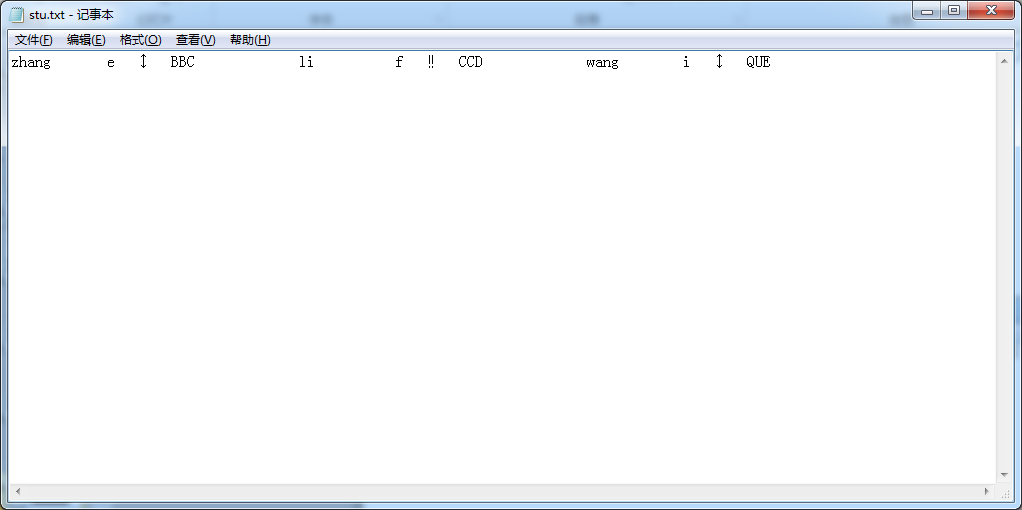 stu.txt - 记事本
文件(F) 编辑(E) 格式(O) 查看(V) 帮助(H)
zhang e ↕ BBC li f ‼ CCD wang i ↕ QUE